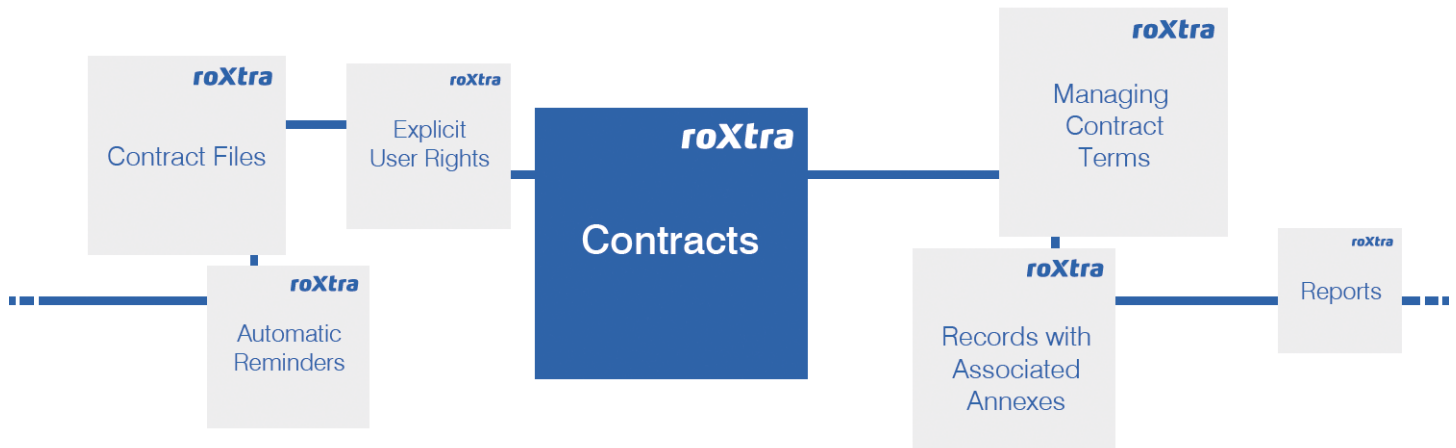 roXtra
Contract Files
roXtra
Explicit
User Rights
roXtra
Automatic
Reminders
roXtra
Contracts
roXtra
Managing
Contract
Terms
roXtra
Records with
Associated
Annexes
roXtra
Reports